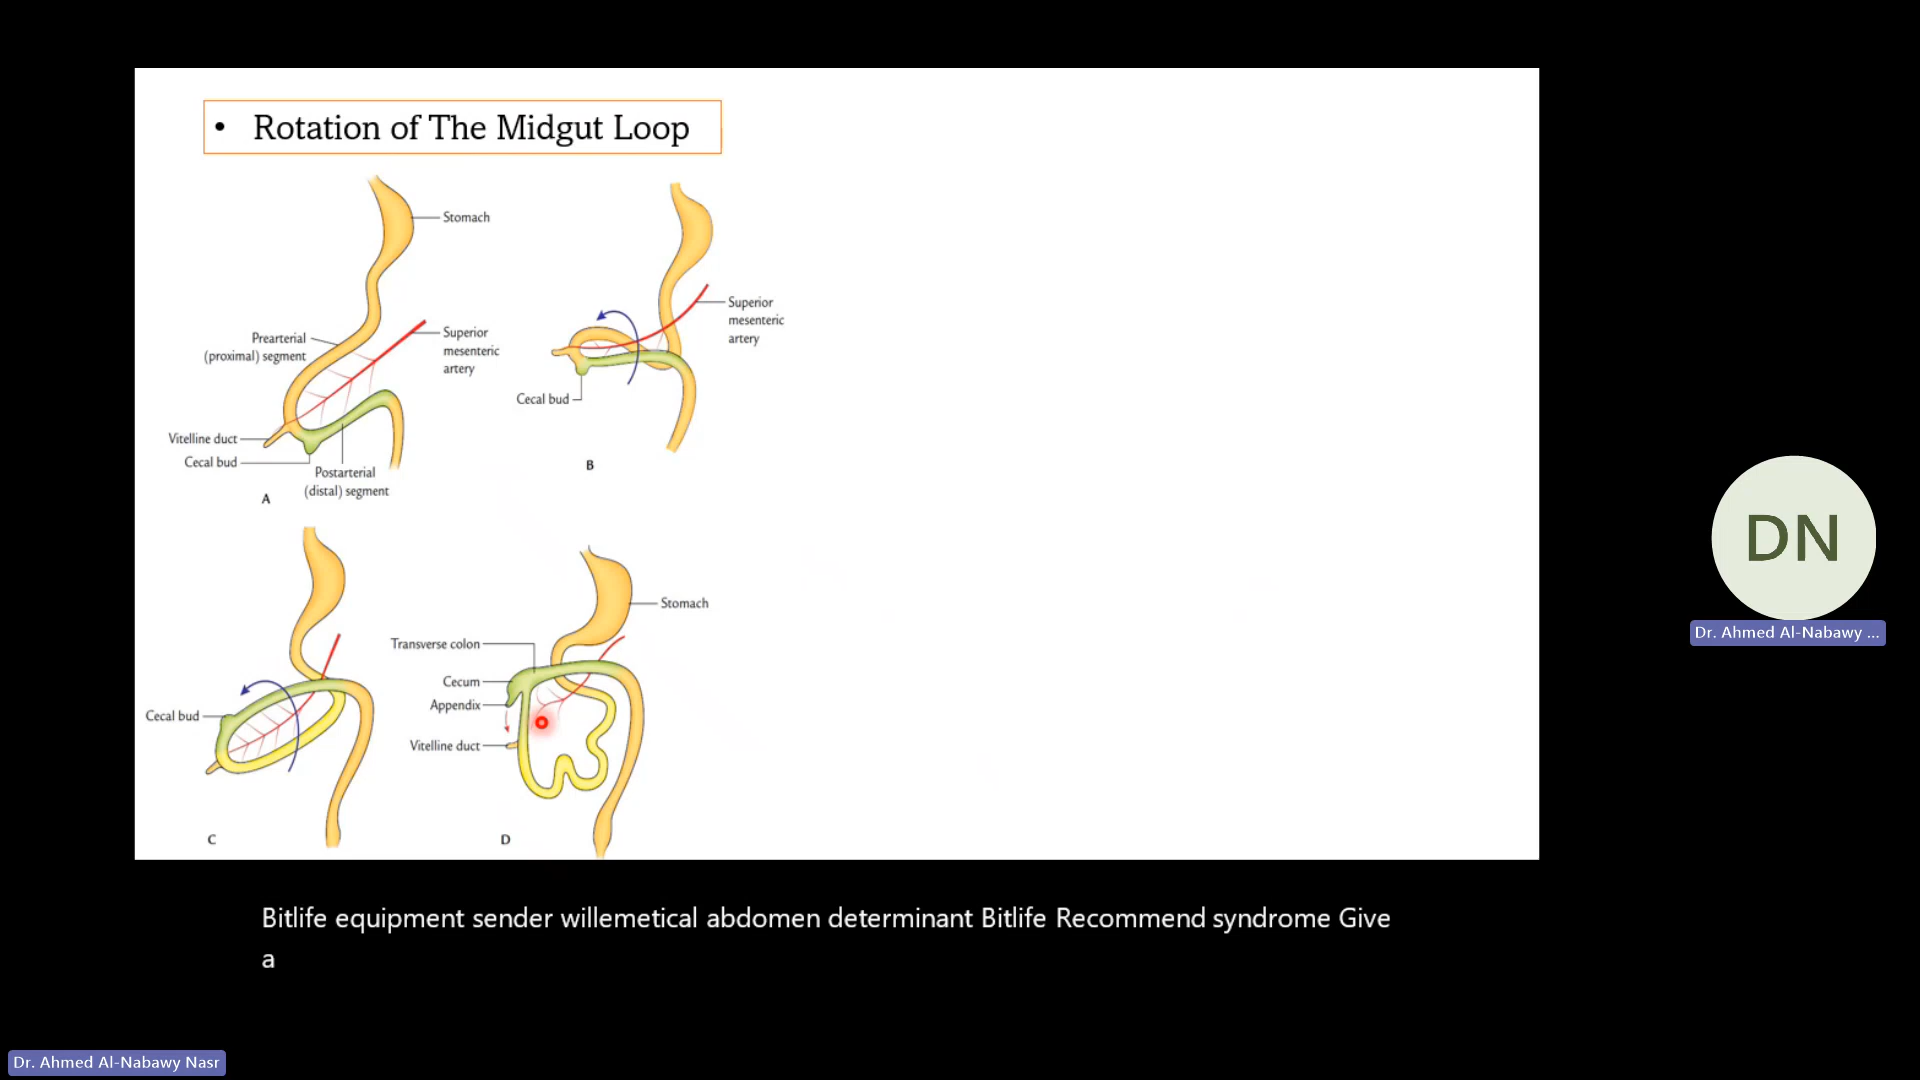 • Rotation of The Midgut Loop
Stomach
Prearterial
(proximal) segment
Superior
mesenteric
artery
Vitelline duct
Cecal bud
Postarterial
(distal) segment
A
Superior
mesenteric
artery
Cecal bud
B
Cecal bud
C
Stomach
Transverse colon
Cecum
Appendix
Vitelline duct
D
DN
Dr. Ahmed Al-Nabawy ...
Bitlife equipment sender willemetical abdomen determinant Bitlife Recommend syndrome Give
a
Dr. Ahmed Al-Nabawy Nasr